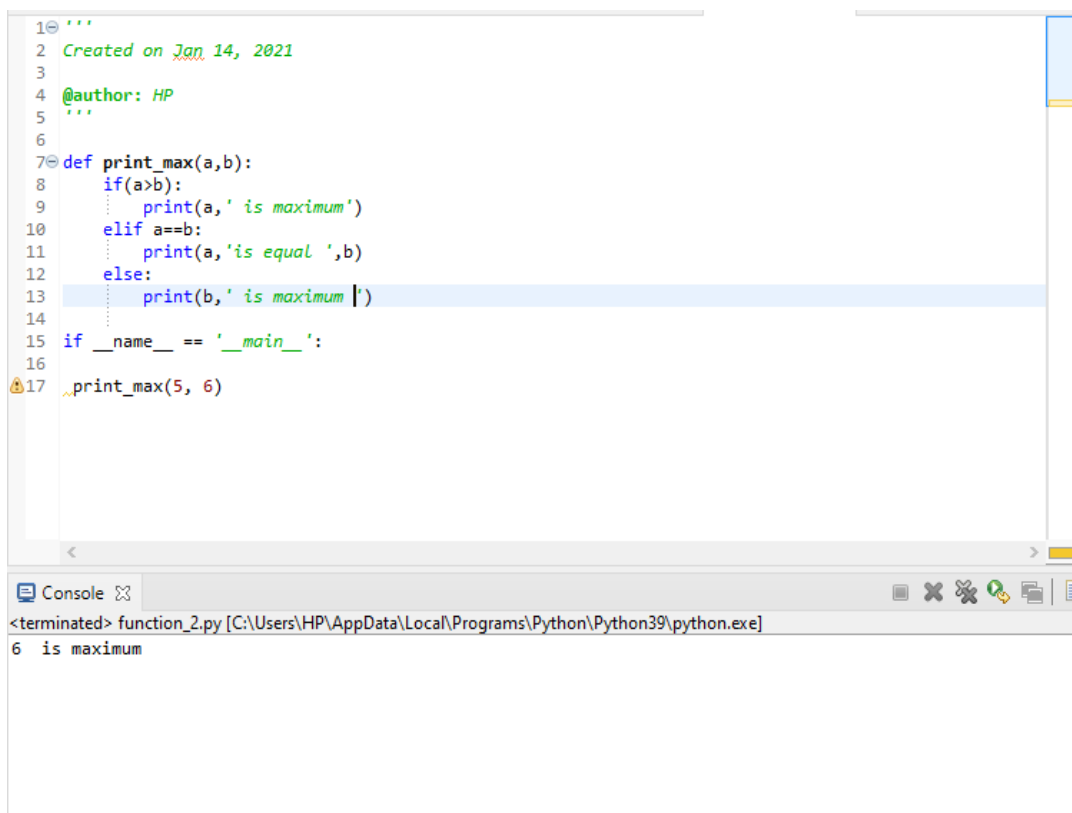 1 '''
2 Created on Jan 14, 2021
3
4 @author: HP
5 '''
6
7 def print_max(a,b):
8     if(a>b):
9         print(a,' is maximum')
10     elif a==b:
11         print(a,'is equal ',b)
12     else:
13         print(b,' is maximum ')
14
15 if __name__ == '__main__':
16
17  print_max(5, 6)
Console
<terminated> function_2.py [C:\Users\HP\AppData\Local\Programs\Python\Python39\python.exe]
6  is maximum